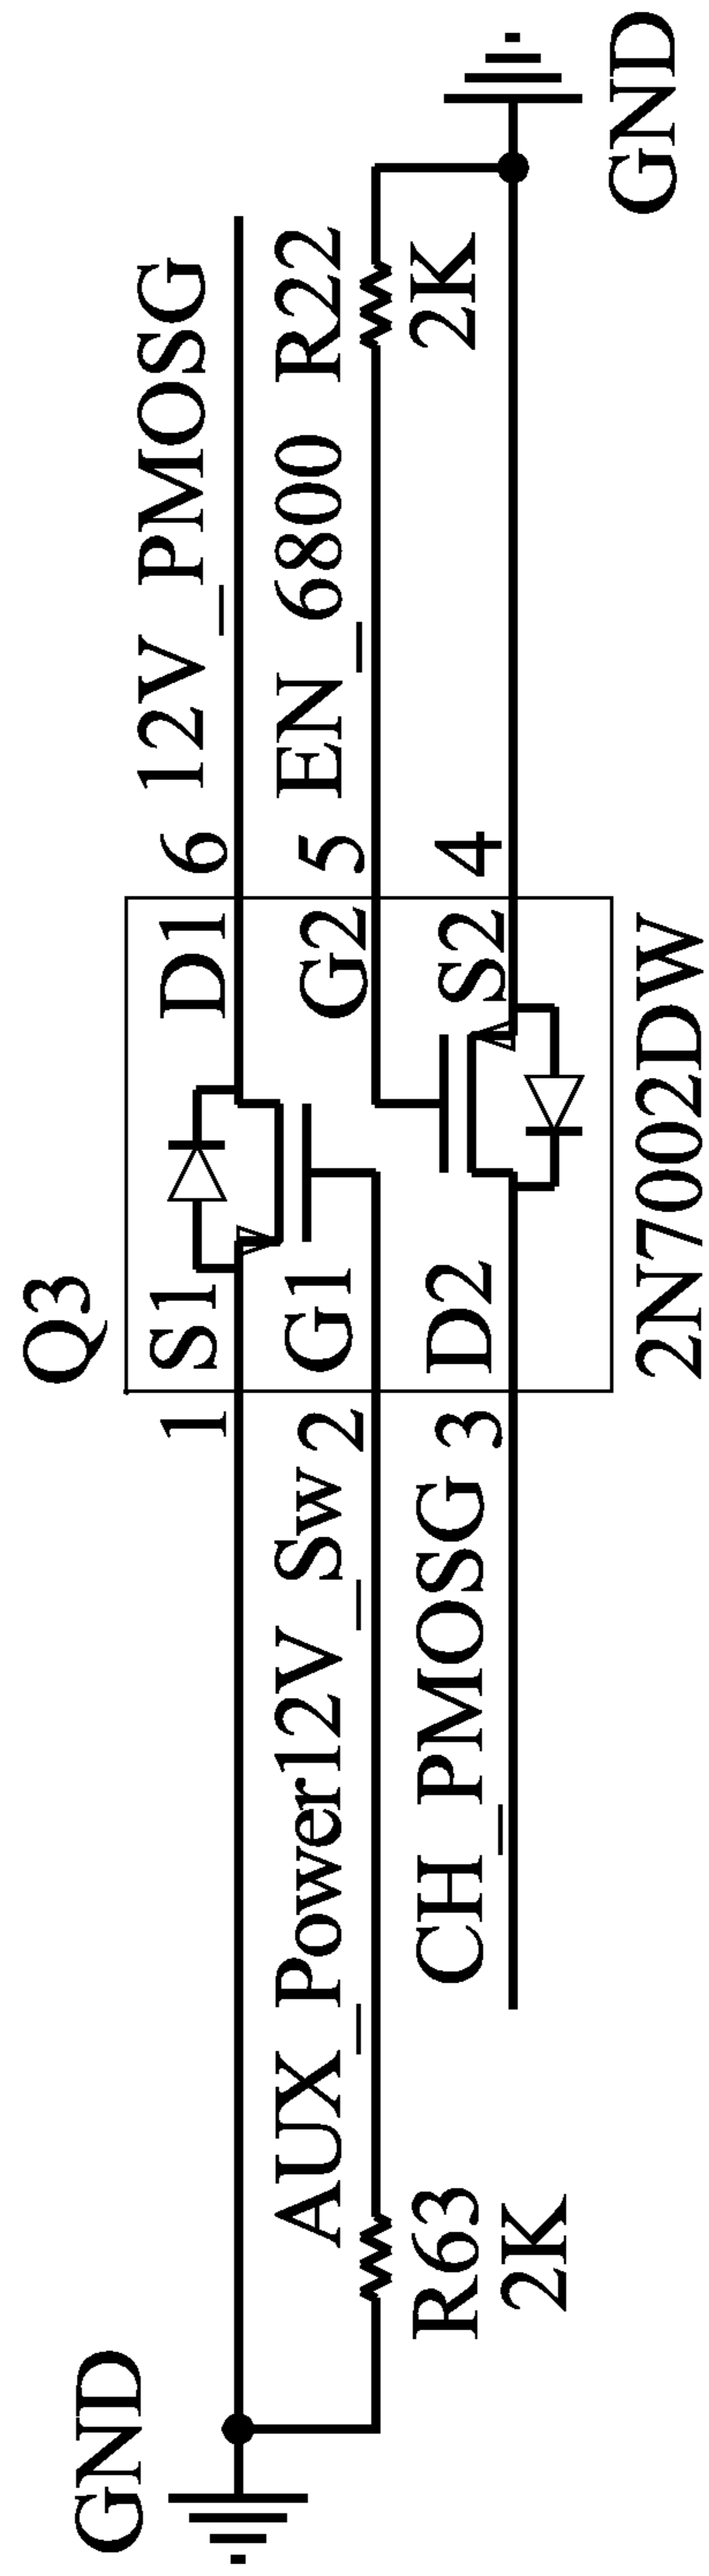 Q3
GND
1
S1
D1
6
12V_PMOSG
AUX_Power12V_Sw
2
G1
G2
5
EN_6800
R22
2K
R63
2K
CH_PMOSG
3
D2
S2
4
GND
2N7002DW